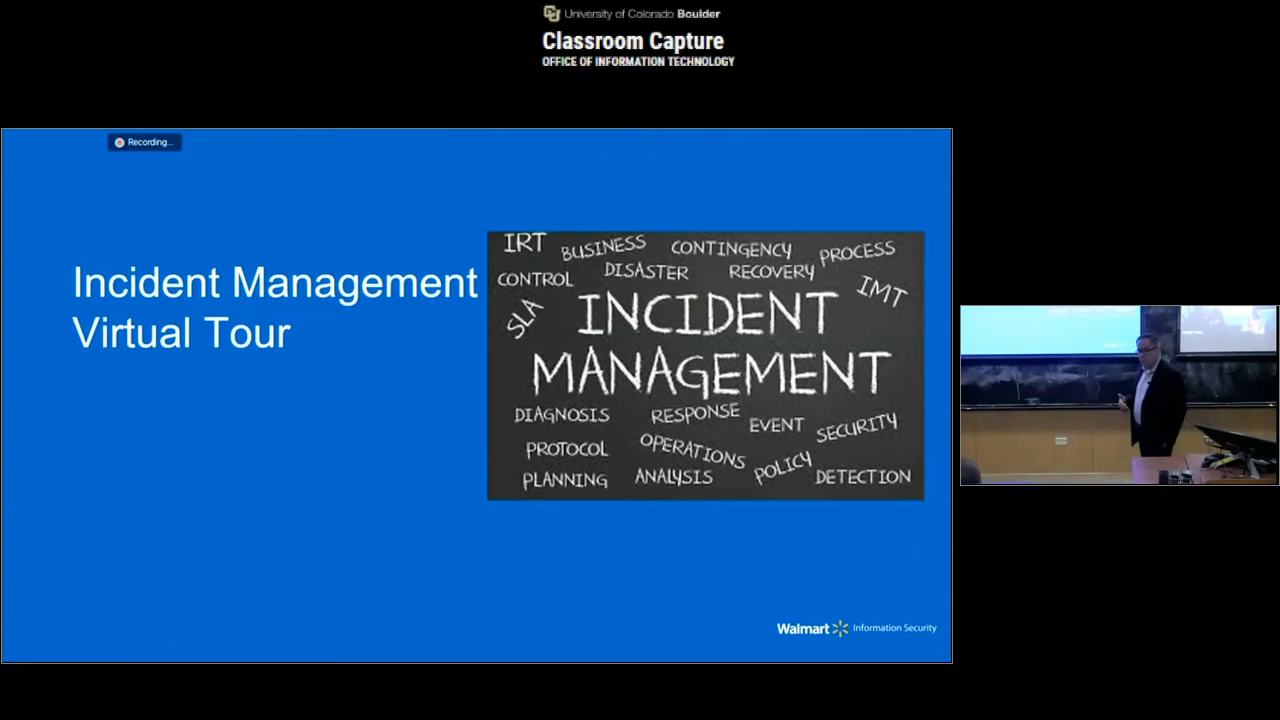 University of Colorado Boulder
Classroom Capture
OFFICE OF INFORMATION TECHNOLOGY
Recording...
Incident Management
Virtual Tour
IRT BUSINESS CONTINGENCY PROCESS
CONTROL DISASTER RECOVERY IMT
SLA
INCIDENT
MANAGEMENT
DIAGNOSIS RESPONSE EVENT SECURITY
PROTOCOL OPERATIONS POLICY
PLANNING ANALYSIS DETECTION
Walmart Information Security